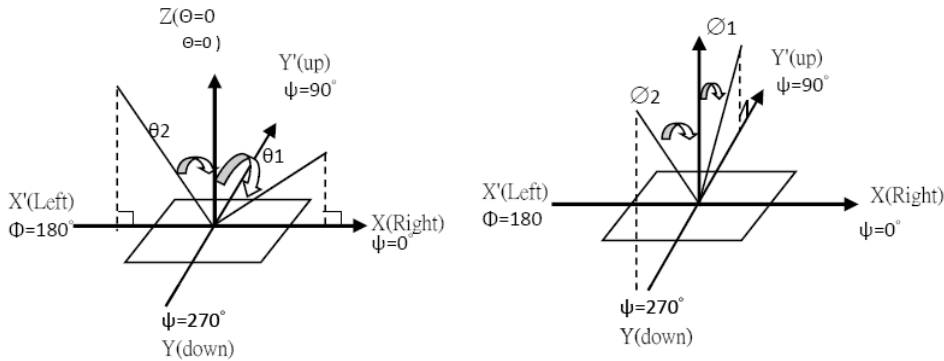 Z(Θ=0
Θ=0 )
Y'(up)
ψ=90°
θ2
θ1
X'(Left)
Φ=180°
X(Right)
ψ=0°
ψ=270°
Y(down)
∅1
Y'(up)
ψ=90°
∅2
X'(Left)
Φ=180
X(Right)
ψ=0°
ψ=270°
Y(down)